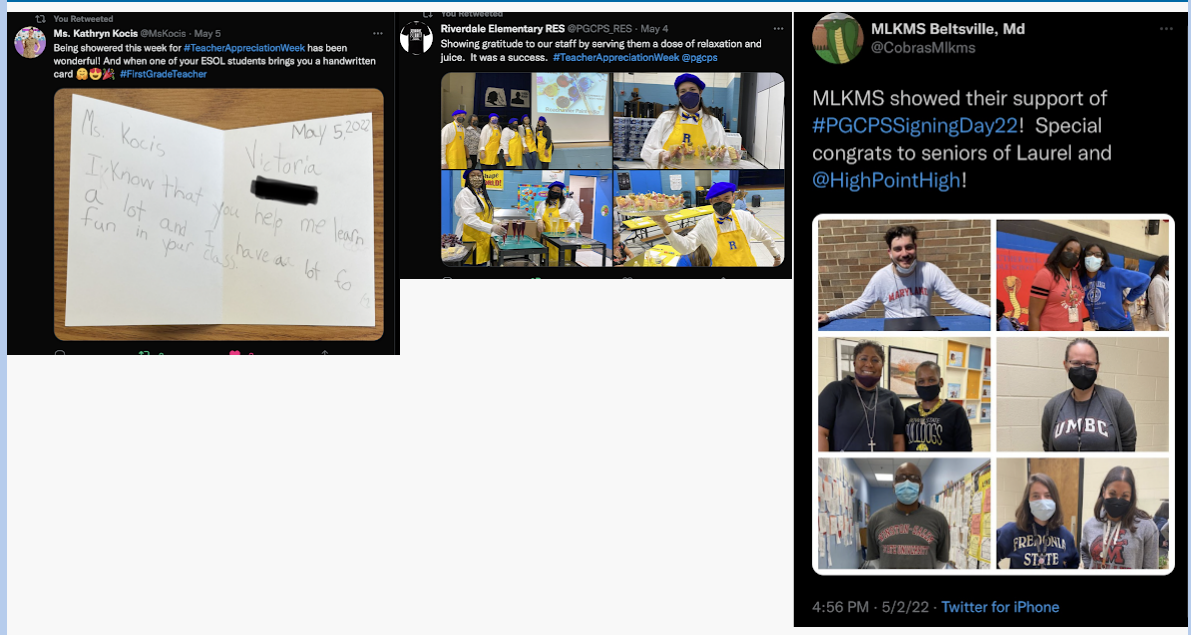 You Retweeted
Ms. Kathryn Kocis @MsKocis · May 5
Being showered this week for #TeacherAppreciationWeek has been
wonderful! And when one of your ESOL students brings you a handwritten
card 🤗😍🎉 #FirstGradeTeacher
Ms. Kocis
I Know that you help me learn
a lot and I have a lot fo
fun in your class.
May 5,2022
Victoria
You Retweeted
Riverdale Elementary RES @PGCPS_RES · May 4
Showing gratitude to our staff by serving them a dose of relaxation and
juice. It was a success. #TeacherAppreciationWeek @pgcps
R
R
MLKMS Beltsville, Md
@CobrasMlkms
MLKMS showed their support of
#PGCPSSigningDay22! Special
congrats to seniors of Laurel and
@HighPointHigh!
MARYLAND
BULLDOGS
UMBC
FREDONIA
STATE
4:56 PM · 5/2/22 · Twitter for iPhone